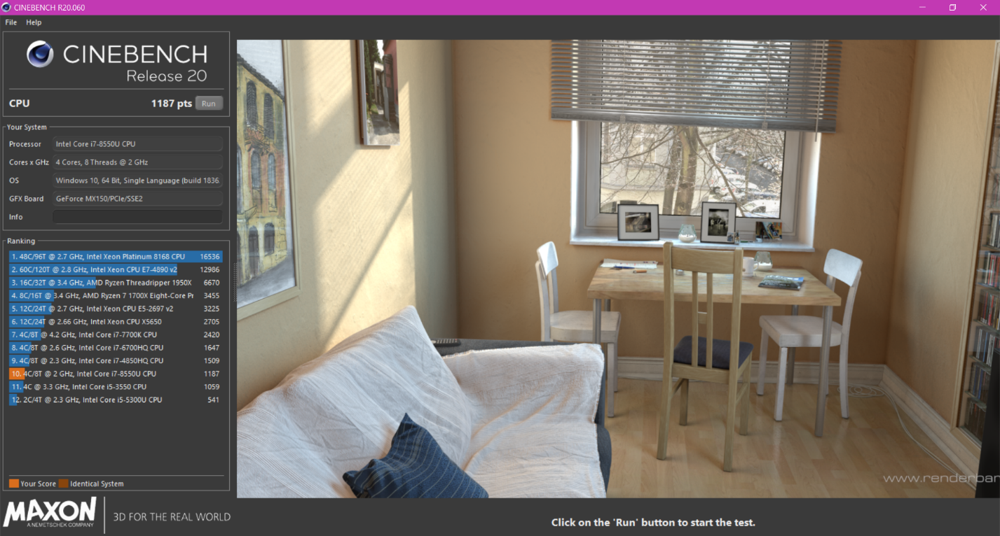 CINEBENCH R20.060
File Help
CINEBENCH
Release 20
CPU 1187 pts Run
Your System
Processor Intel Core i7-8550U CPU
Cores x GHz 4 Cores, 8 Threads @ 2 GHz
OS Windows 10, 64 Bit, Single Language (build 1836
GFX Board GeForce MX150/PCIe/SSE2
Info
Ranking
1. 48C/96T @ 2.7 GHz, Intel Xeon Platinum 8168 CPU 16536
2. 60C/120T @ 2.8 GHz, Intel Xeon CPU E7-4890 v2 12986
3. 16C/32T @ 3.4 GHz, AMD Ryzen Threadripper 1950X 6670
4. 8C/16T @ 3.4 GHz, AMD Ryzen 7 1700X Eight-Core Pr 3455
5. 12C/24T @ 2.7 GHz, Intel Xeon CPU E5-2697 v2 3225
6. 12C/24T @ 2.66 GHz, Intel Xeon CPU X5650 2705
7. 4C/8T @ 4.2 GHz, Intel Core i7-7700K CPU 2420
8. 4C/8T @ 2.6 GHz, Intel Core i7-6700HQ CPU 1647
9. 4C/8T @ 2.3 GHz, Intel Core i7-4850HQ CPU 1509
10. 4C/8T @ 2 GHz, Intel Core i7-8550U CPU 1187
11. 4C @ 3.3 GHz, Intel Core i5-3550 CPU 1059
12. 2C/4T @ 2.3 GHz, Intel Core i5-5300U CPU 541
Your Score Identical System
www.renderbar
MAXON
A NEMETSCHEK COMPANY
3D FOR THE REAL WORLD
Click on the 'Run' button to start the test.